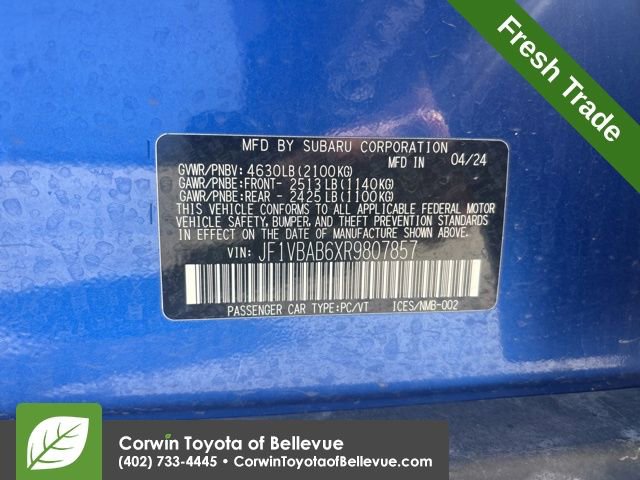 Fresh Trade
MFD BY SUBARU CORPORATION
GVWR/PNBV: 4630LB(2100KG) MFD IN 04/24
GAWR/PNBE:FRONT- 2513LB(1140KG)
GAWR/PNBE:REAR - 2425LB(1100KG)
THIS VEHICLE CONFORMS TO ALL APPLICABLE FEDERAL MOTOR
VEHICLE SAFETY, BUMPER, AND THEFT PREVENTION STANDARDS
IN EFFECT ON THE DATE OF MANUFACTURE SHOWN ABOVE.
VIN: JF1VBAB6XR9807857
PASSENGER CAR TYPE:PC/VT ICES/NMB-002
Corwin Toyota of Bellevue
(402) 733-4445 • CorwinToyotaofBellevue.com